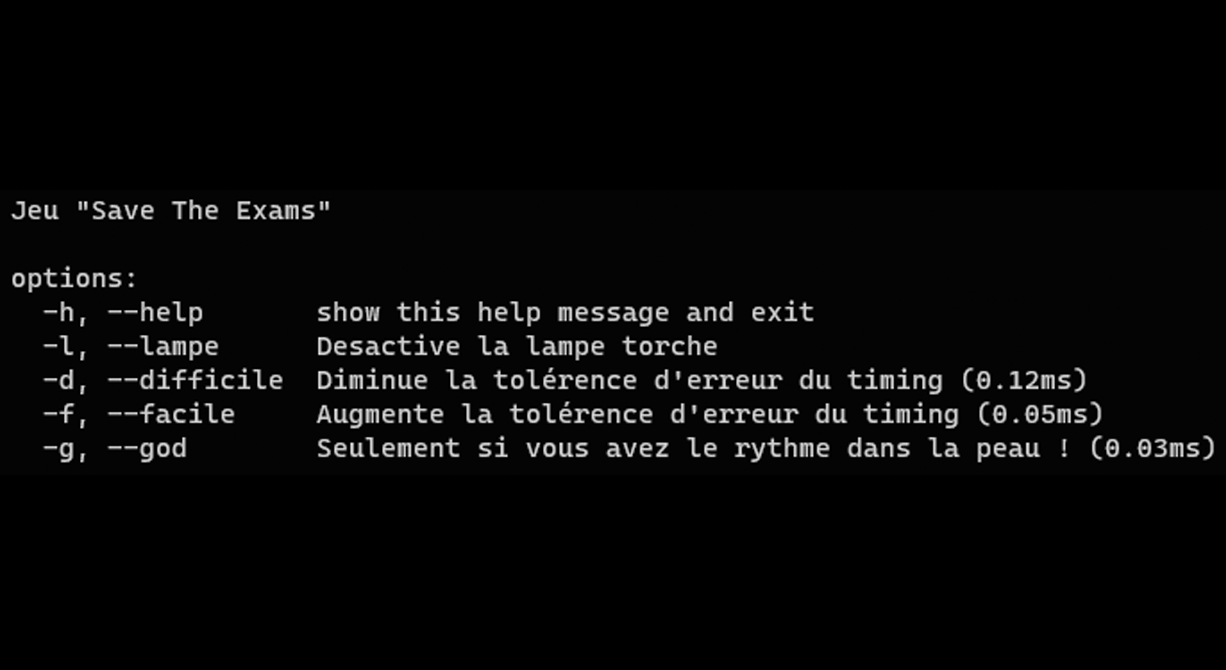 Jeu "Save The Exams"
options:
-h, --help show this help message and exit
-l, --lampe Desactive la lampe torche
-d, --difficile Diminue la tolérence d'erreur du timing (0.12ms)
-f, --facile Augmente la tolérence d'erreur du timing (0.05ms)
-g, --god Seulement si vous avez le rythme dans la peau ! (0.03ms)